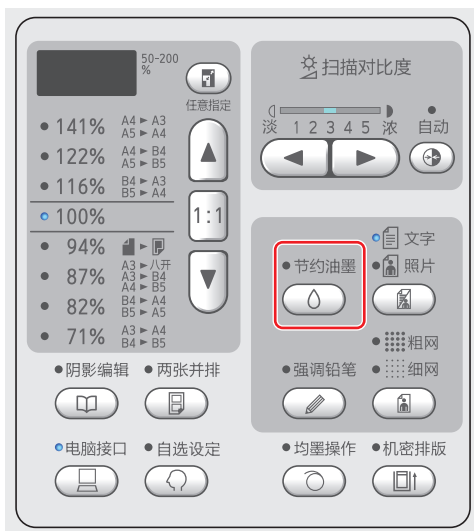 50-200
%
任意指定
141% A4 ► A3
A5 ► A4
122% A4 ► B4
A5 ► B5
116% B4 ► A3
B5 ► A4
100%
1:1
94%
87% A3 ► 八开
A3 ► B4
A4 ► B5
82% B4 ► A4
B5 ► A5
71% A3 ► A4
B4 ► B5
阴影编辑
两张并排
电脑接口
自选设定
扫描对比度
淡 1 2 3 4 5 浓
自动
文字
节约油墨
照片
粗网
强调铅笔
细网
均墨操作
机密排版